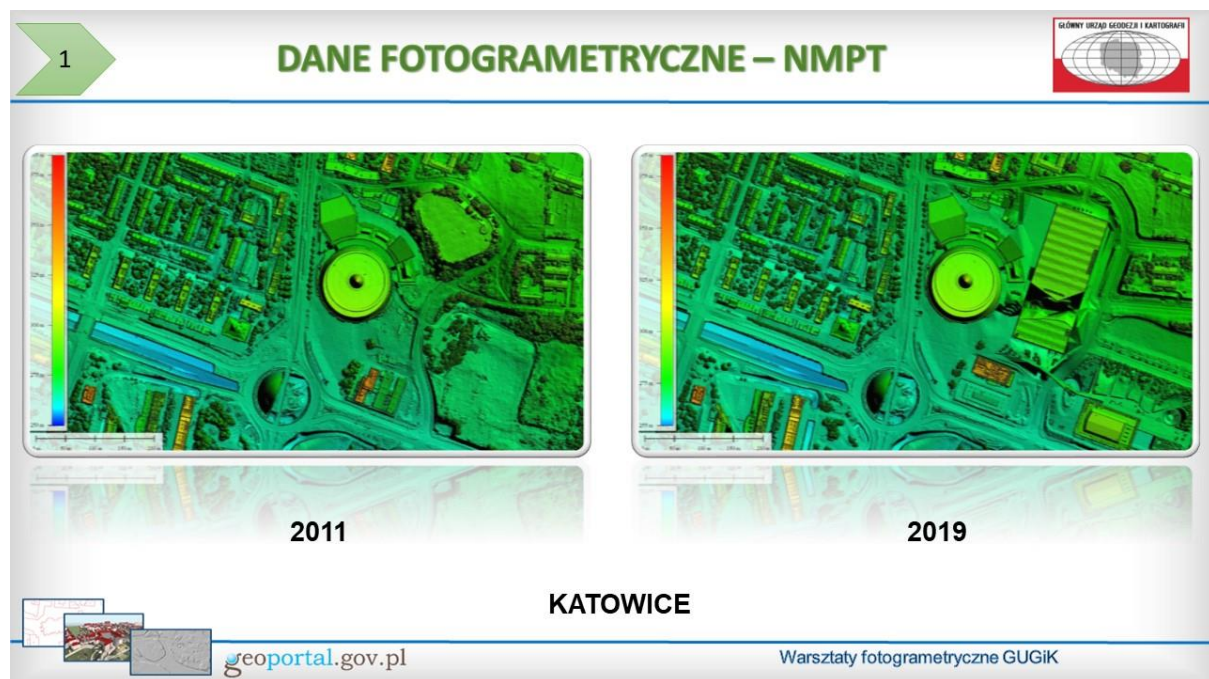 1
DANE FOTOGRAMETRYCZNE – NMPT
GŁÓWNY URZĄD GEODEZJI I KARTOGRAFII
2011
2019
KATOWICE
geoportal.gov.pl
Warsztaty fotogrametryczne GUGiK